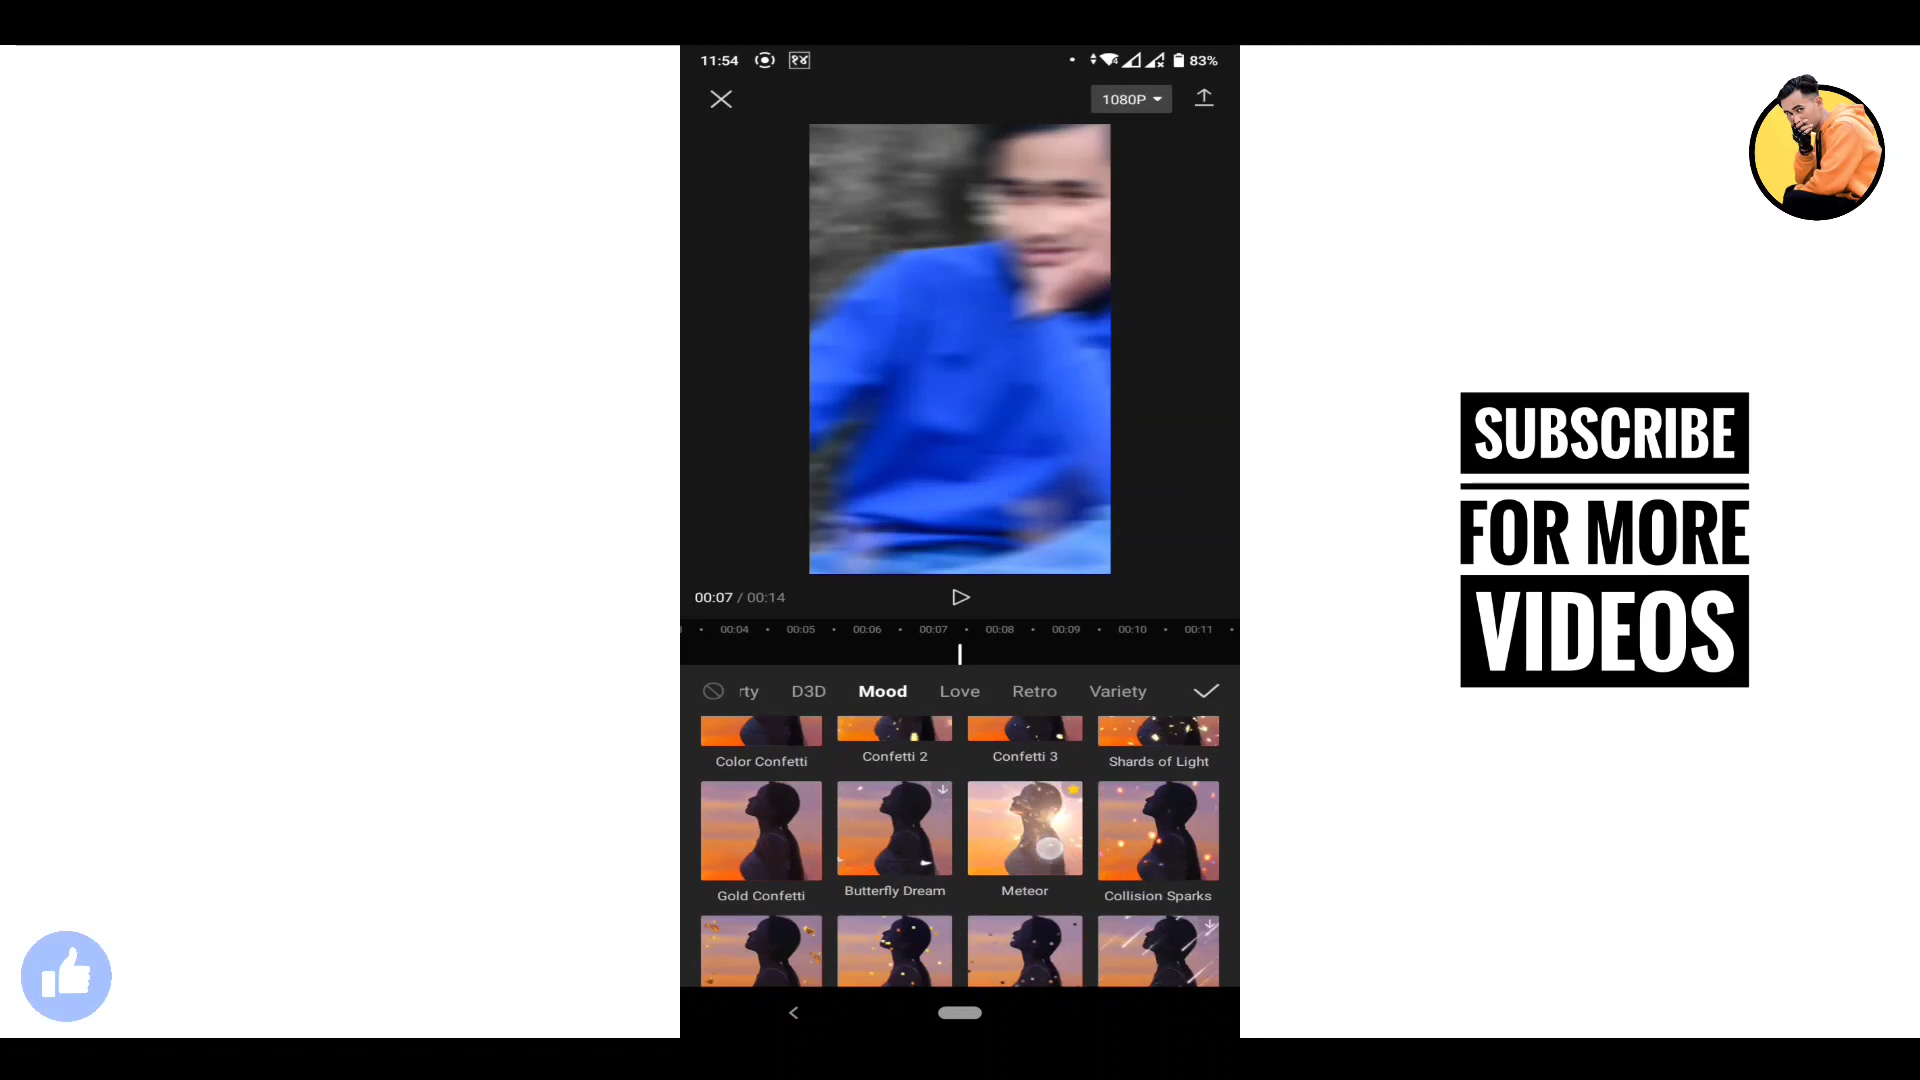 11:54 १४ 83%
1080P
00:07 / 00:14
00:04 00:05 00:06 00:07 00:08 00:09 00:10 00:11
rty D3D Mood Love Retro Variety
Color Confetti Confetti 2 Confetti 3 Shards of Light
Gold Confetti Butterfly Dream Meteor Collision Sparks
SUBSCRIBE
FOR MORE
VIDEOS